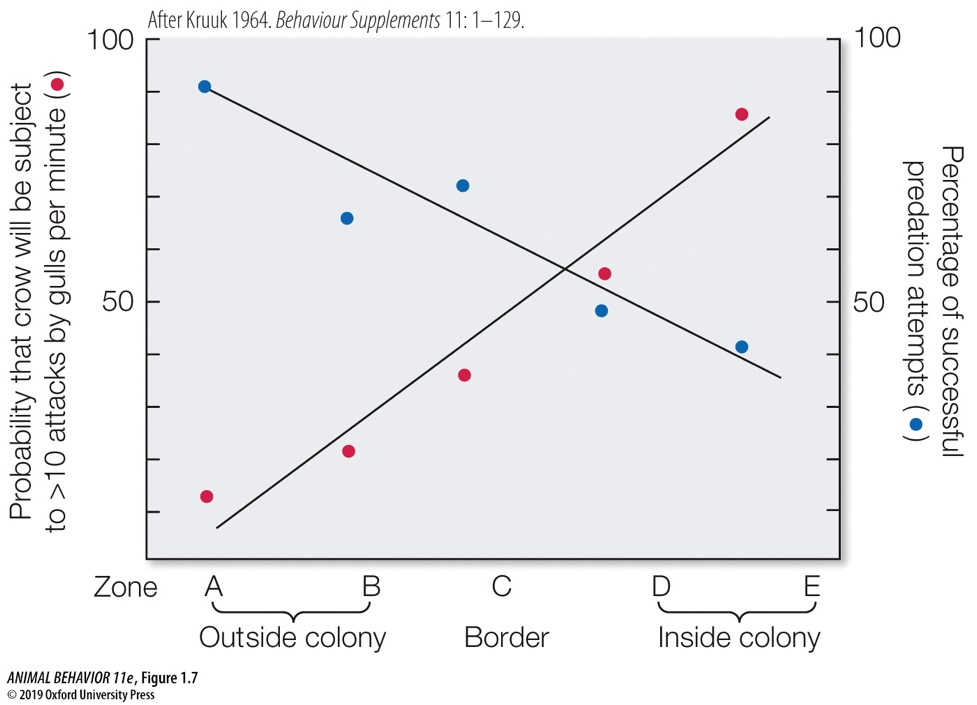 After Kruuk 1964. Behaviour Supplements 11: 1–129.
100
50
Probability that crow will be subject
to >10 attacks by gulls per minute ( )
100
50
Percentage of successful
predation attempts ( )
Zone A B C D E
Outside colony Border Inside colony
ANIMAL BEHAVIOR 11e, Figure 1.7
© 2019 Oxford University Press